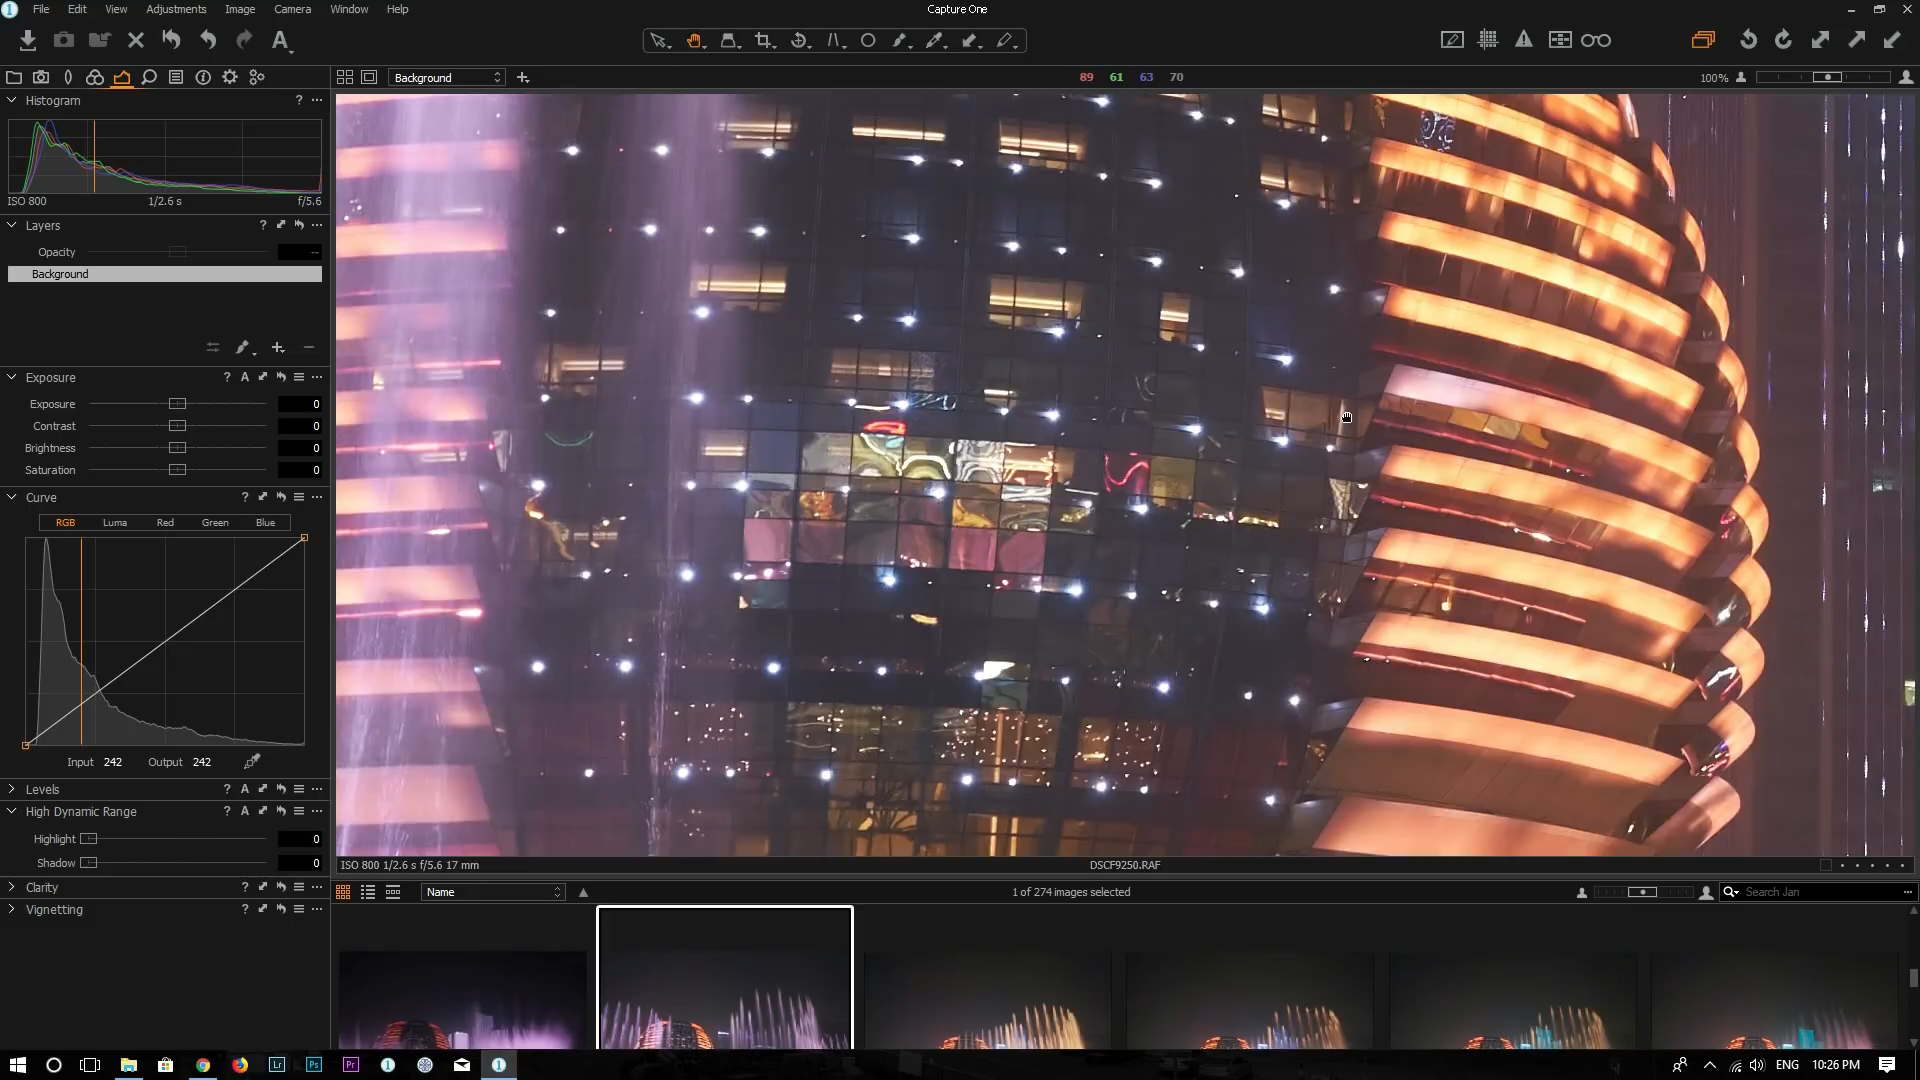 File Edit View Adjustments Image Camera Window Help
Capture One
A
Background
89 61 63 70
100%
Histogram
?
ISO 800 1/2.6 s f/5.6
Layers
?
Opacity
--
Background
Exposure
? A
Exposure 0
Contrast 0
Brightness 0
Saturation 0
Curve
?
RGB Luma Red Green Blue
Input 242 Output 242
Levels
? A
High Dynamic Range
? A
Highlight 0
Shadow 0
Clarity
?
Vignetting
?
ISO 800 1/2.6 s f/5.6 17 mm
DSCF9250.RAF
Name
1 of 274 images selected
Search Jan
Lr Ps Pr
ENG 10:26 PM